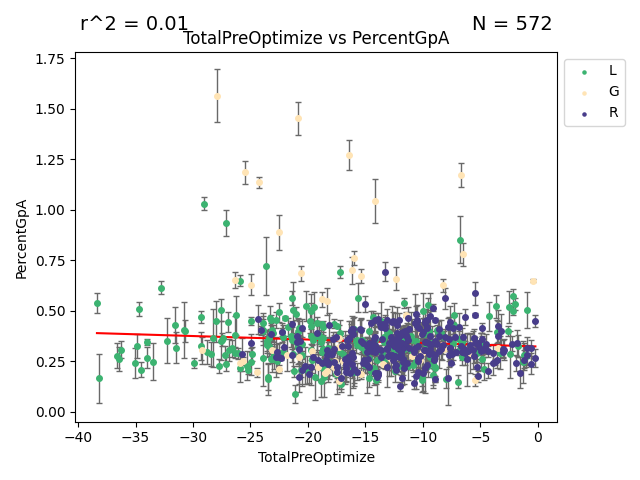 r^2 = 0.01 N = 572
TotalPreOptimize vs PercentGpA
1.75
1.50
1.25
1.00
0.75
0.50
0.25
0.00
PercentGpA
−40 −35 −30 −25 −20 −15 −10 −5 0
TotalPreOptimize
L
G
R